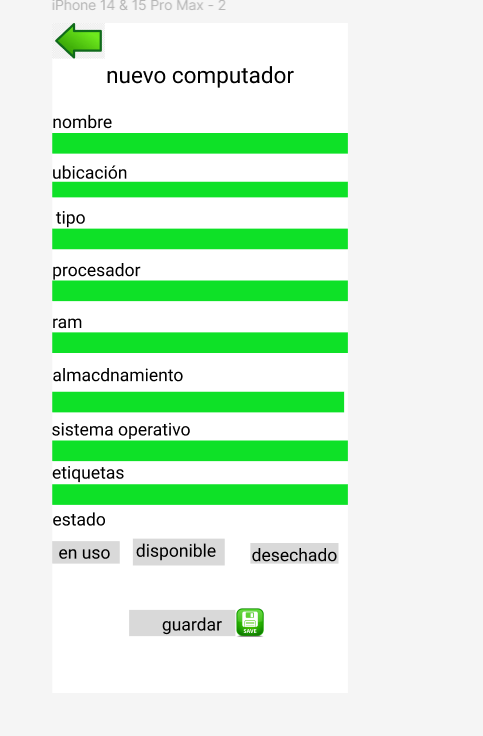 iPhone 14 & 15 Pro Max - 2
nuevo computador
nombre
ubicación
tipo
procesador
ram
almacdnamiento
sistema operativo
etiquetas
estado
en uso disponible desechado
guardar SAVE